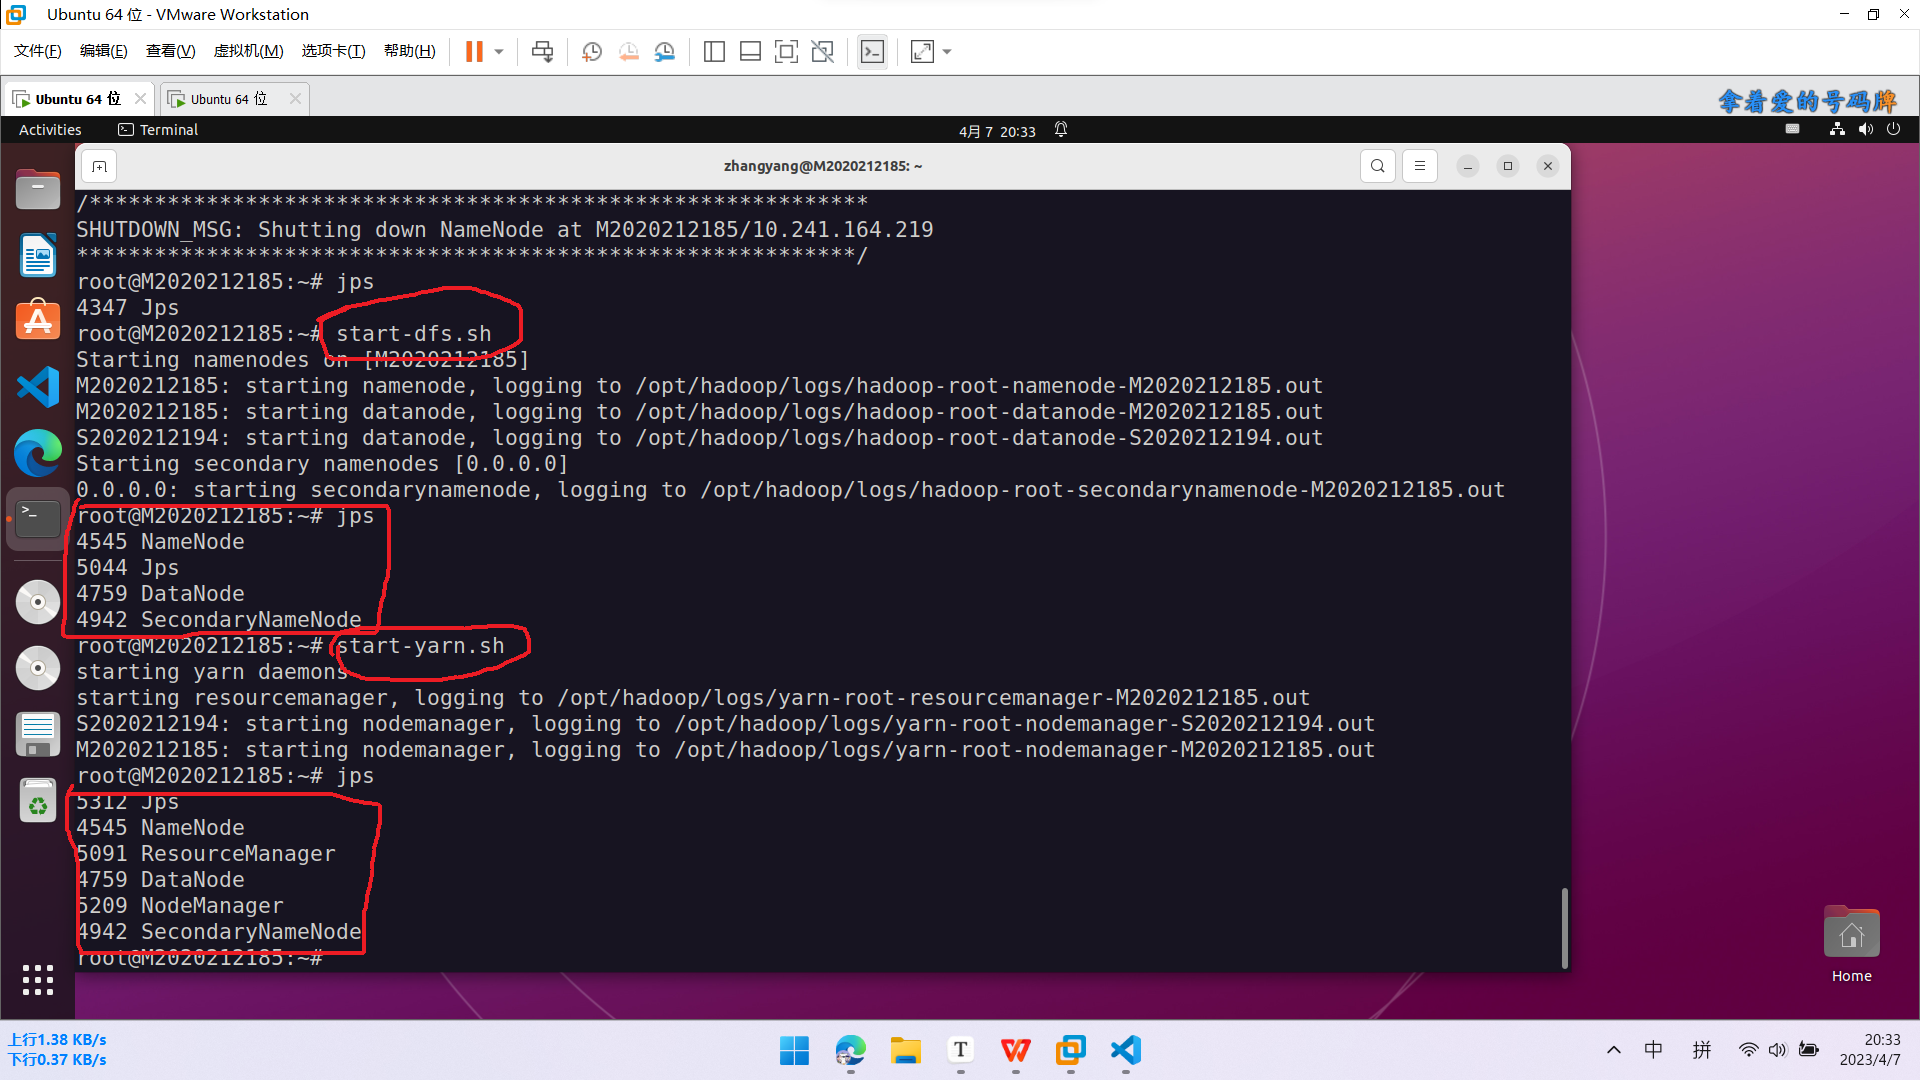 Ubuntu 64 位 - VMware Workstation
文件(F) 编辑(E) 查看(V) 虚拟机(M) 选项卡(T) 帮助(H)
Ubuntu 64 位
Ubuntu 64 位
拿着爱的号码牌
Activities
Terminal
4月 7 20:33
zhangyang@M2020212185: ~
/************************************************************
SHUTDOWN_MSG: Shutting down NameNode at M2020212185/10.241.164.219
************************************************************/
root@M2020212185:~# jps
4347 Jps
root@M2020212185:~# start-dfs.sh
Starting namenodes on [M2020212185]
M2020212185: starting namenode, logging to /opt/hadoop/logs/hadoop-root-namenode-M2020212185.out
M2020212185: starting datanode, logging to /opt/hadoop/logs/hadoop-root-datanode-M2020212185.out
S2020212194: starting datanode, logging to /opt/hadoop/logs/hadoop-root-datanode-S2020212194.out
Starting secondary namenodes [0.0.0.0]
0.0.0.0: starting secondarynamenode, logging to /opt/hadoop/logs/hadoop-root-secondarynamenode-M2020212185.out
root@M2020212185:~# jps
4545 NameNode
5044 Jps
4759 DataNode
4942 SecondaryNameNode
root@M2020212185:~# start-yarn.sh
starting yarn daemons
starting resourcemanager, logging to /opt/hadoop/logs/yarn-root-resourcemanager-M2020212185.out
S2020212194: starting nodemanager, logging to /opt/hadoop/logs/yarn-root-nodemanager-S2020212194.out
M2020212185: starting nodemanager, logging to /opt/hadoop/logs/yarn-root-nodemanager-M2020212185.out
root@M2020212185:~# jps
5312 Jps
4545 NameNode
5091 ResourceManager
4759 DataNode
5209 NodeManager
4942 SecondaryNameNode
root@M2020212185:~#
Home
上行1.38 KB/s
下行0.37 KB/s
中
拼
20:33
2023/4/7